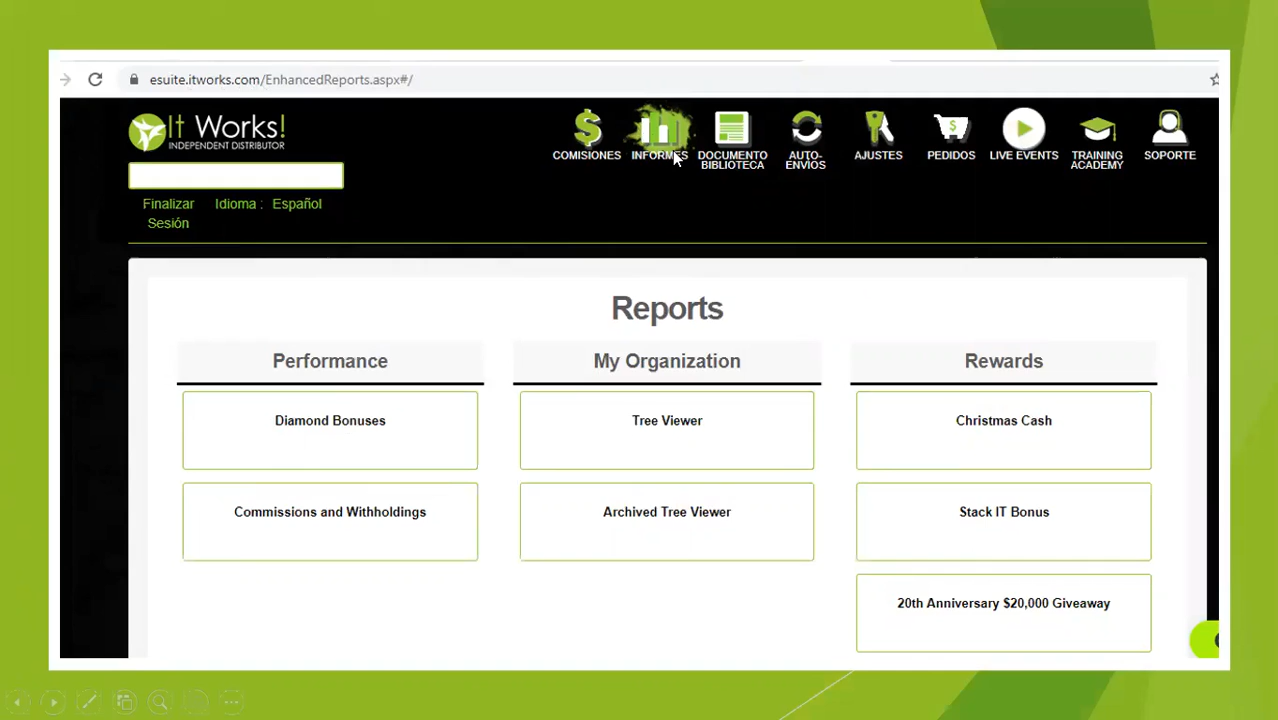 esuite.itworks.com/EnhancedReports.aspx#/
It Works!
INDEPENDENT DISTRIBUTOR
COMISIONES
INFORMES
DOCUMENTO
BIBLIOTECA
AUTO-
ENVÍOS
AJUSTES
PEDIDOS
LIVE EVENTS
TRAINING
ACADEMY
SOPORTE
Finalizar
Sesión
Idioma : Español
Reports
Performance
My Organization
Rewards
Diamond Bonuses
Tree Viewer
Christmas Cash
Commissions and Withholdings
Archived Tree Viewer
Stack IT Bonus
20th Anniversary $20,000 Giveaway